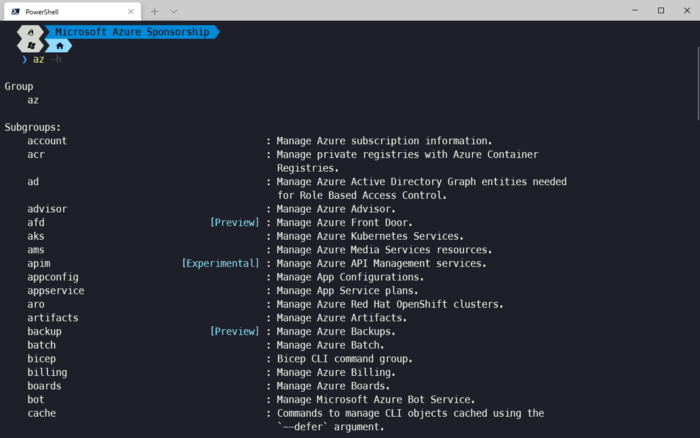 PowerShell
Microsoft Azure Sponsorship
❯ az -h
Group
az
Subgroups:
account : Manage Azure subscription information.
acr : Manage private registries with Azure Container
Registries.
ad : Manage Azure Active Directory Graph entities needed
for Role Based Access Control.
advisor : Manage Azure Advisor.
afd [Preview] : Manage Azure Front Door.
aks : Manage Azure Kubernetes Services.
ams : Manage Azure Media Services resources.
apim [Experimental] : Manage Azure API Management services.
appconfig : Manage App Configurations.
appservice : Manage App Service plans.
aro : Manage Azure Red Hat OpenShift clusters.
artifacts : Manage Azure Artifacts.
backup [Preview] : Manage Azure Backups.
batch : Manage Azure Batch.
bicep : Bicep CLI command group.
billing : Manage Azure Billing.
boards : Manage Azure Boards.
bot : Manage Microsoft Azure Bot Service.
cache : Commands to manage CLI objects cached using the
`--defer` argument.